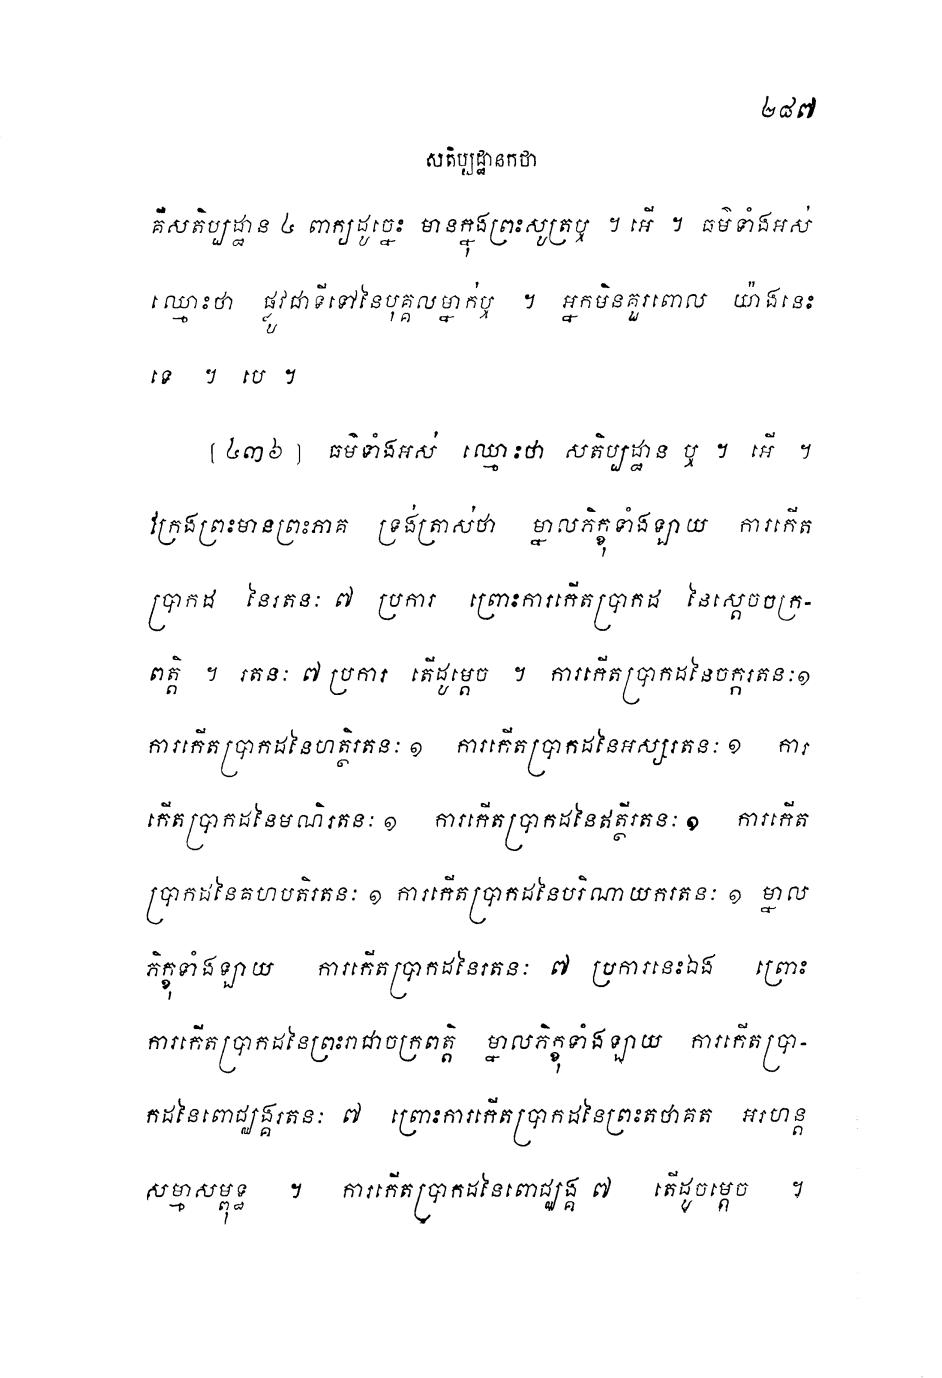 ២៨៧
សតិប្បដ្ឋានកថា
គឺសតិប្បដ្ឋាន ៤ ពាក្យដូច្នេះ មានក្នុងព្រះសូត្រឬ ។ អើ ។ ធម៌ទាំងអស់
ឈ្មោះថា ផ្លូវជាទីទៅនៃបុគ្គលម្នាក់ឬ ។ អ្នកមិនគួរពោល យ៉ាងនេះ
ទេ ។ បេ ។
[៤៣៦] ធម៌ទាំងអស់ ឈ្មោះថា សតិប្បដ្ឋាន ឬ ។ អើ ។
ក្រែងព្រះមានព្រះភាគ ទ្រង់ត្រាស់ថា ម្នាលភិក្ខុទាំងឡាយ ការកើត
ប្រាកដ នៃរតនៈ ៧ ប្រការ ព្រោះការកើតប្រាកដ នៃស្តេចចក្រ-
ពត្តិ ។ រតនៈ ៧ ប្រការ តើដូម្តេច ។ ការកើតប្រាកដនៃចក្ករតនៈ១
ការកើតប្រាកដនៃហត្ថិរតនៈ ១ ការកើតប្រាកដនៃអស្សរតនៈ ១ ការ
កើតប្រាកដនៃមណិរតនៈ ១ ការកើតប្រាកដនៃឥត្ថីរតនៈ ១ ការកើត
ប្រាកដនៃគហបតិរតនៈ ១ ការកើតប្រាកដនៃបរិណាយករតនៈ ១ ម្នាល
ភិក្ខុទាំងឡាយ ការកើតប្រាកដនៃរតនៈ ៧ ប្រការនេះឯង ព្រោះ
ការកើតប្រាកដនៃព្រះរាជាចក្រពត្តិ ម្នាលភិក្ខុទាំងឡាយ ការកើតប្រា-
កដនៃពោជ្ឈង្គរតនៈ ៧ ព្រោះការកើតប្រាកដនៃព្រះតថាគត អរហន្ត
សម្មាសម្ពុទ្ធ ។ ការកើតប្រាកដនៃពោជ្ឈង្គ ៧ តើដូចម្តេច ។